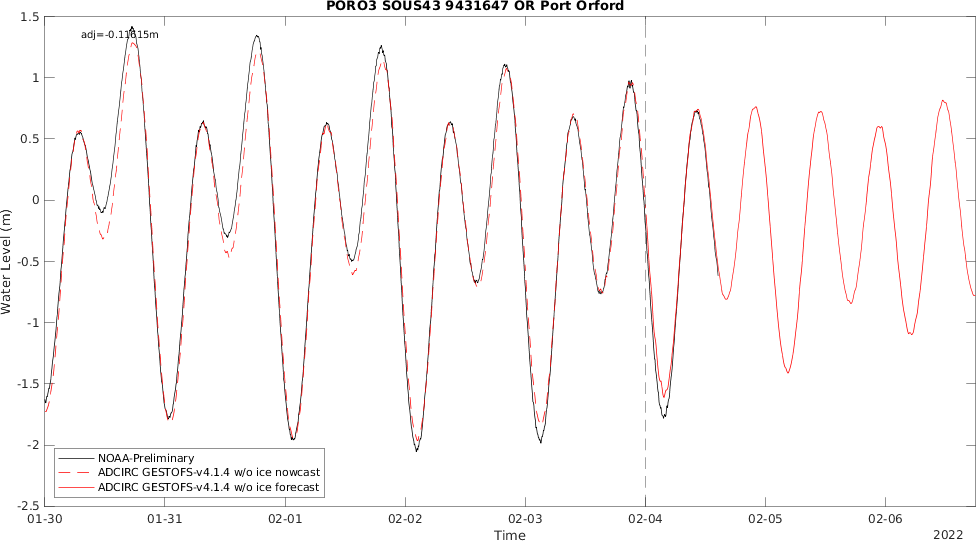 PORO3 SOUS43 9431647 OR Port Orford
1.5
adj=-0.11615m
1
0.5
0
-0.5
-1
-1.5
-2
-2.5
Water Level (m)
NOAA-Preliminary
ADCIRC GESTOFS-v4.1.4 w/o ice nowcast
ADCIRC GESTOFS-v4.1.4 w/o ice forecast
01-30 01-31 02-01 02-02 02-03 02-04 02-05 02-06
Time
2022